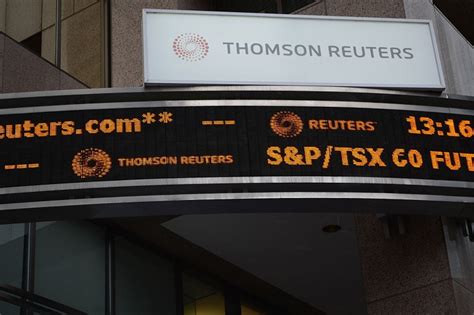 THOMSON REUTERS
euters.com** --- REUTERS 13:16
--- THOMSON REUTERS S&P/TSX 60 FUT